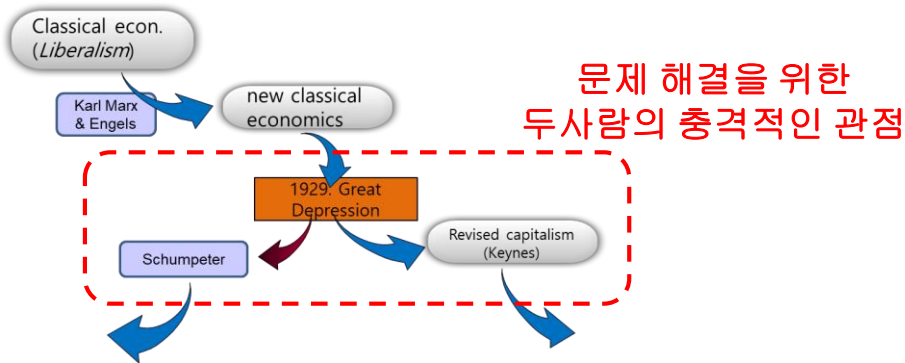 Classical econ.
(Liberalism)
Karl Marx
& Engels
new classical
economics
문제 해결을 위한
두사람의 충격적인 관점
1929. Great
Depression
Schumpeter
Revised capitalism
(Keynes)